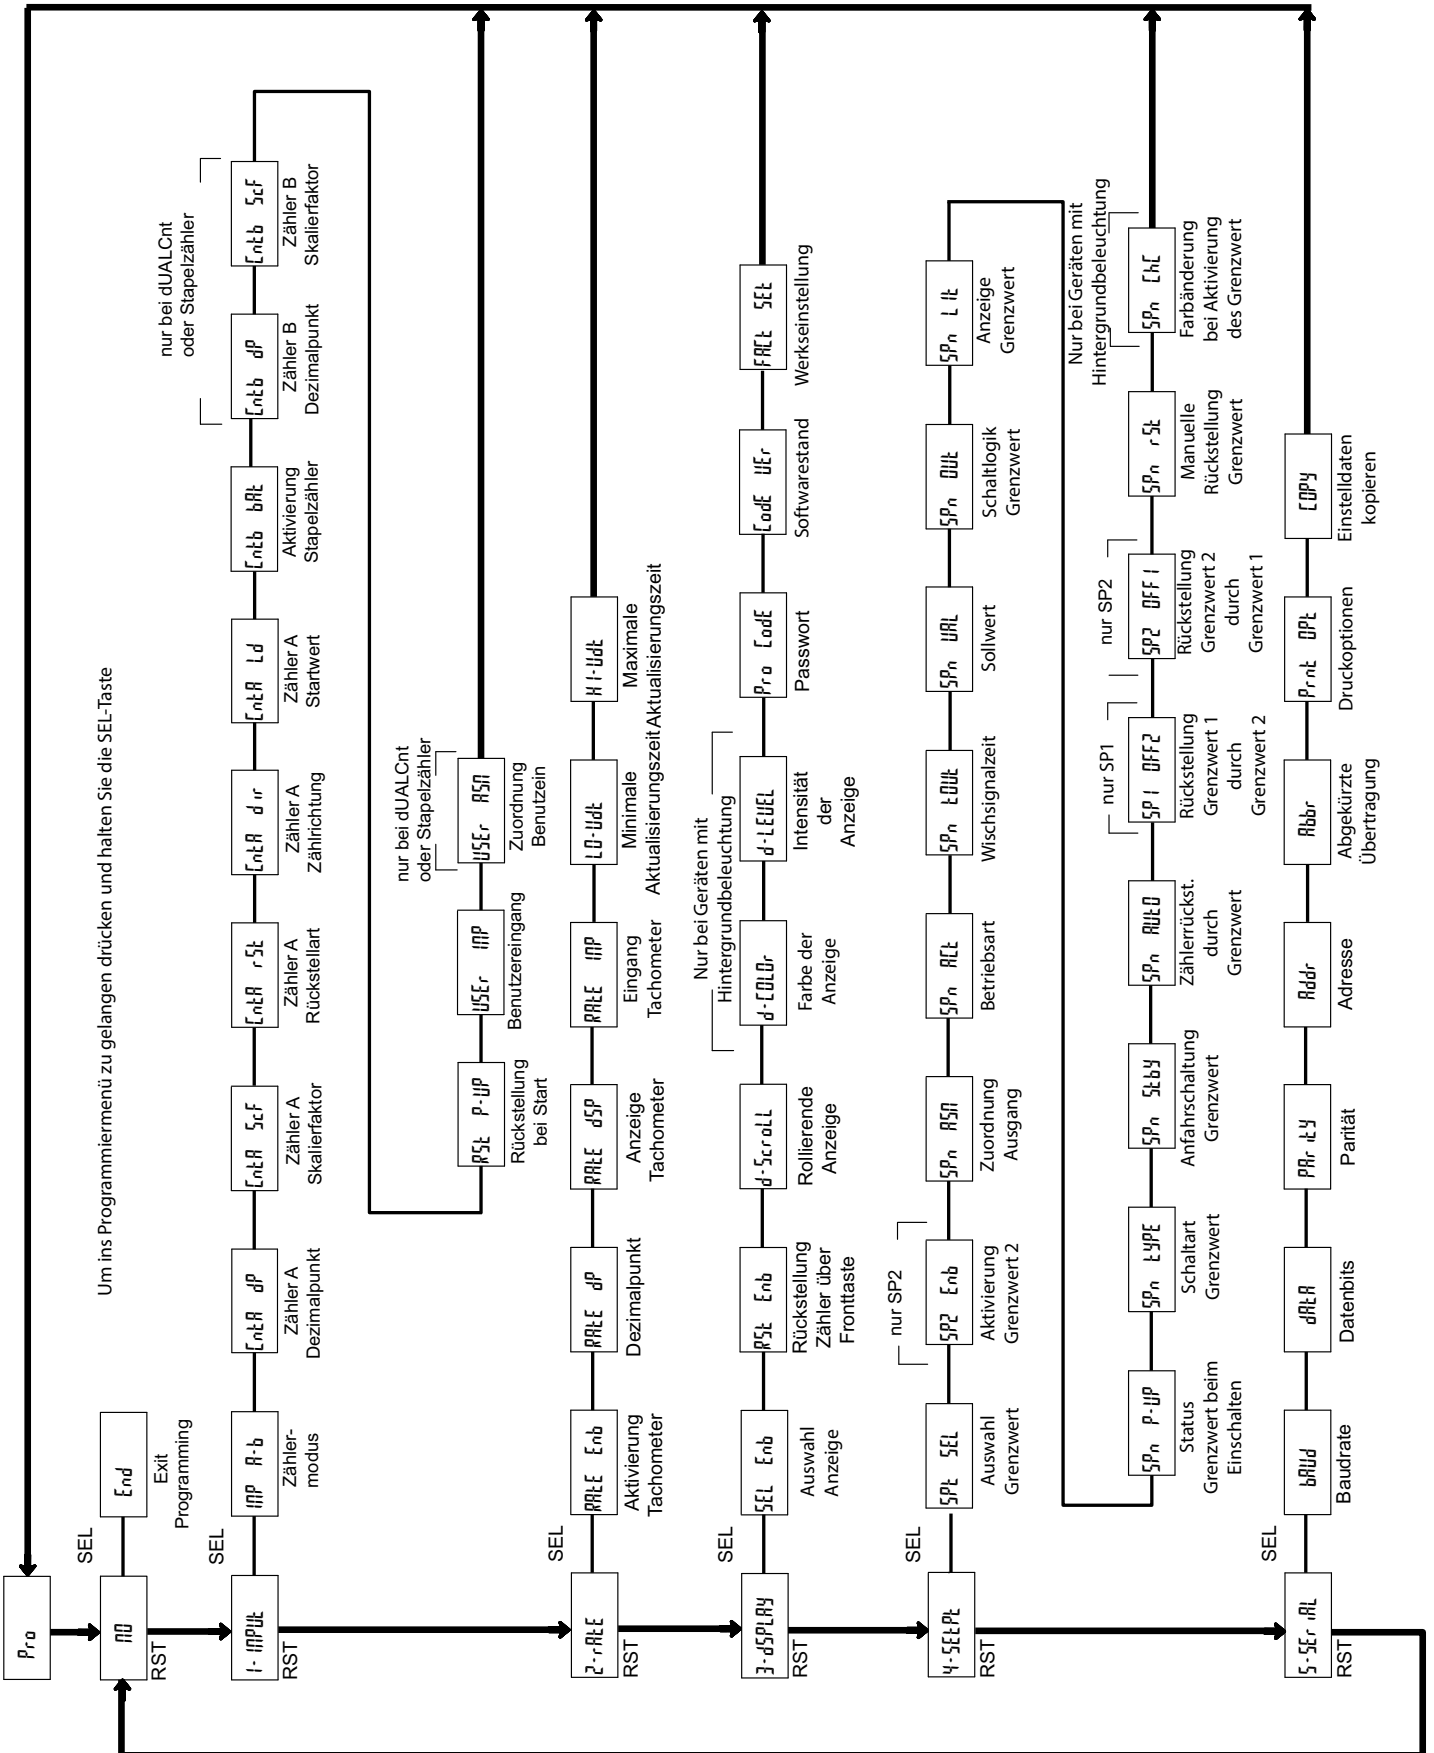 Um ins Programmiermenü zu gelangen drücken und halten Sie die SEL-Taste
Pro
NO
RST
SEL
End
Exit
Programming
1-INPUt
RST
SEL
INP A-b
Zähler-
modus
CntA dP
Zähler A
Dezimalpunkt
CntA ScF
Zähler A
Skalierfaktor
CntA rSt
Zähler A
Rückstellart
CntA dir
Zähler A
Zählrichtung
CntA Ld
Zähler A
Startwert
Cntb bAt
Aktivierung
Stapelzähler
nur bei dUALCnt
oder Stapelzähler
Cntb dP
Zähler B
Dezimalpunkt
Cntb ScF
Zähler B
Skalierfaktor
RSt P-UP
Rückstellung
bei Start
USEr INP
Benutzereingang
nur bei dUALCnt
oder Stapelzähler
USEr ASN
Zuordnung
Benutzein
2-rAtE
RST
SEL
RAtE Enb
Aktivierung
Tachometer
RAtE dP
Dezimalpunkt
RAtE dSP
Anzeige
Tachometer
RAtE INP
Eingang
Tachometer
LO-Udt
Minimale
Aktualisierungszeit
HI-Udt
Maximale
Aktualisierungszeit
3-dSPLAY
RST
SEL
SEL Enb
Auswahl
Anzeige
RSt Enb
Rückstellung
Zähler über
Fronttaste
d-ScroLL
Rollierende
Anzeige
Nur bei Geräten mit
Hintergrundbeleuchtung
d-COLOr
Farbe der
Anzeige
d-LEVEL
Intensität
der
Anzeige
Pro CodE
Passwort
CodE VEr
Softwarestand
FACt SEt
Werkseinstellung
4-SEtPt
RST
SEL
SPt SEL
Auswahl
Grenzwert
nur SP2
SP2 Enb
Aktivierung
Grenzwert 2
SPn ASN
Zuordnung
Ausgang
SPn ACt
Betriebsart
SPn tOUt
Wischsignalzeit
SPn VAL
Sollwert
SPn OUt
Schaltlogik
Grenzwert
SPn LIt
Anzeige
Grenzwert
SPn P-UP
Status
Grenzwert beim
Einschalten
SPn tYPE
Schaltart
Grenzwert
SPn Stby
Anfahrschaltung
Grenzwert
SPn AUtO
Zählerrückst.
durch
Grenzwert
nur SP1
SP1 OFF2
Rückstellung
Grenzwert 1
durch
Grenzwert 2
nur SP2
SP2 OFF1
Rückstellung
Grenzwert 2
durch
Grenzwert 1
SPn rSt
Manuelle
Rückstellung
Grenzwert
Nur bei Geräten mit
Hintergrundbeleuchtung
SPn ChC
Farbänderung
bei Aktivierung
des Grenzwert
5-SEriAL
RST
SEL
bAUd
Baudrate
dAtA
Datenbits
PAritY
Parität
Addr
Adresse
Abbr
Abgekürzte
Übertragung
Prnt OPt
Druckoptionen
COPY
Einstelldaten
kopieren